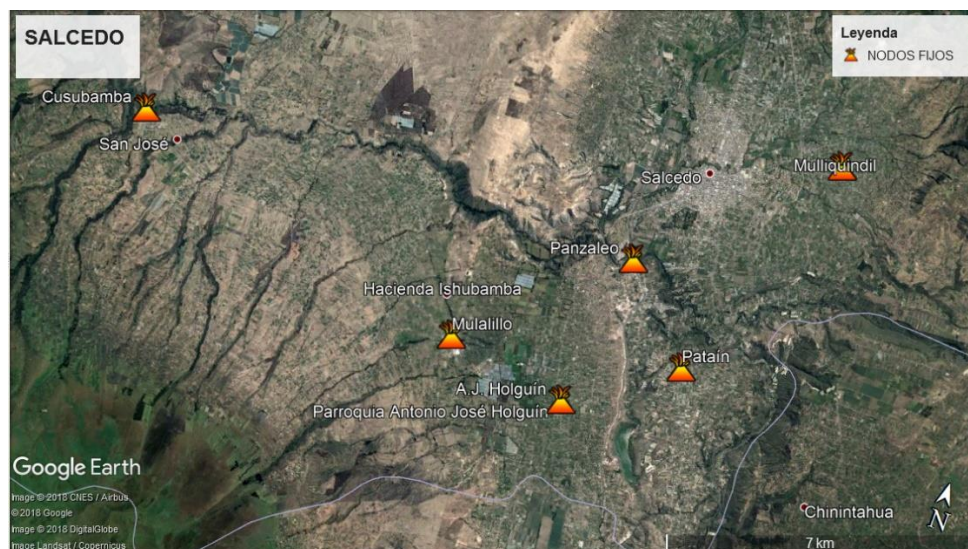 SALCEDO
Leyenda
NODOS FIJOS
Cusubamba
San José
Salcedo
Mulliquindil
Panzaleo
Hacienda Ishubamba
Mulalillo
Pataín
A.J. Holguín
Parroquia Antonio José Holguín
Google Earth
Image © 2018 CNES / Airbus
© 2018 Google
Image © 2018 DigitalGlobe
Image Landsat / Copernicus
Chinintahua
N
7 km